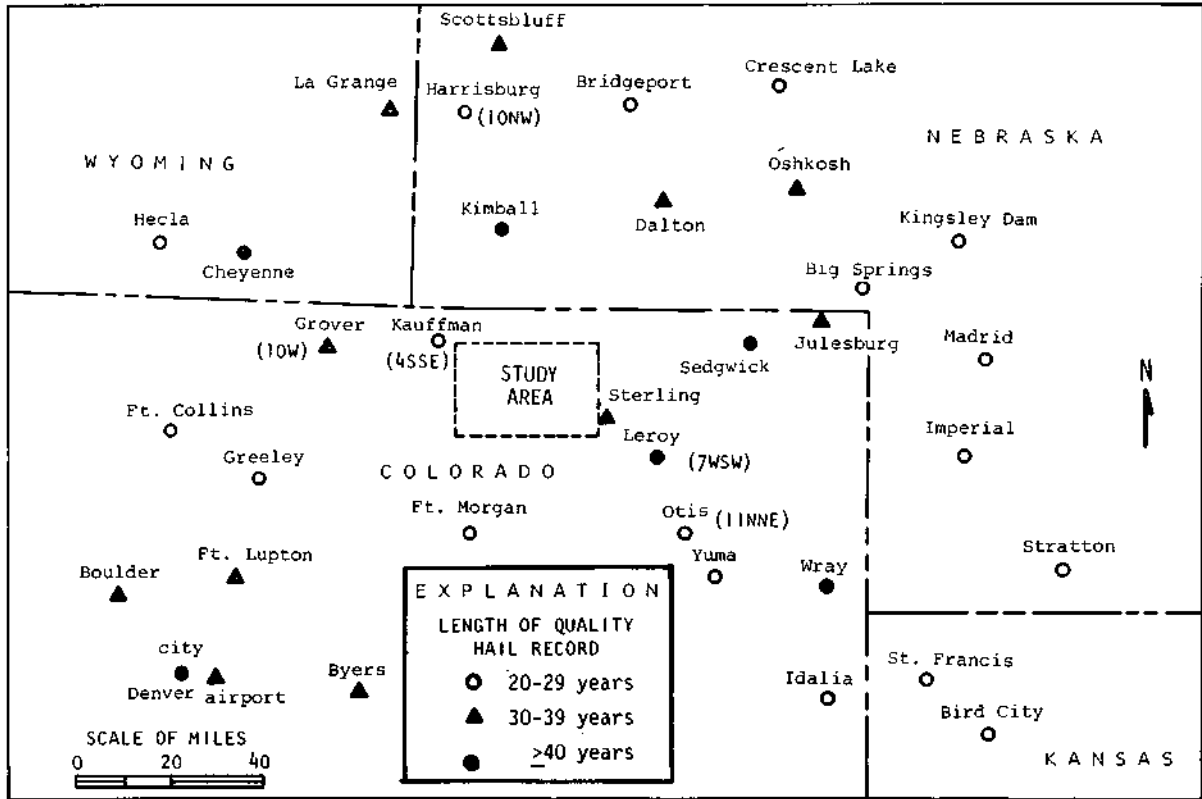 Scottsbluff
La Grange
Harrisburg
(10NW)
Bridgeport
Crescent Lake
WYOMING
NEBRASKA
Oshkosh
Hecla
Kimball
Dalton
Kingsley Dam
Cheyenne
Big Springs
Grover
(10W)
Kauffman
(4SSE)
STUDY
AREA
Sedgwick
Julesburg
Madrid
N
Sterling
Ft. Collins
Leroy
(7WSW)
Imperial
Greeley
COLORADO
Ft. Morgan
Otis (11NNE)
Yuma
Stratton
Boulder
Ft. Lupton
Wray
EXPLANATION
LENGTH OF QUALITY
HAIL RECORD
20-29 years
30-39 years
≥40 years
city
Denver
airport
Byers
Idalia
St. Francis
Bird City
KANSAS
SCALE OF MILES
0 20 40